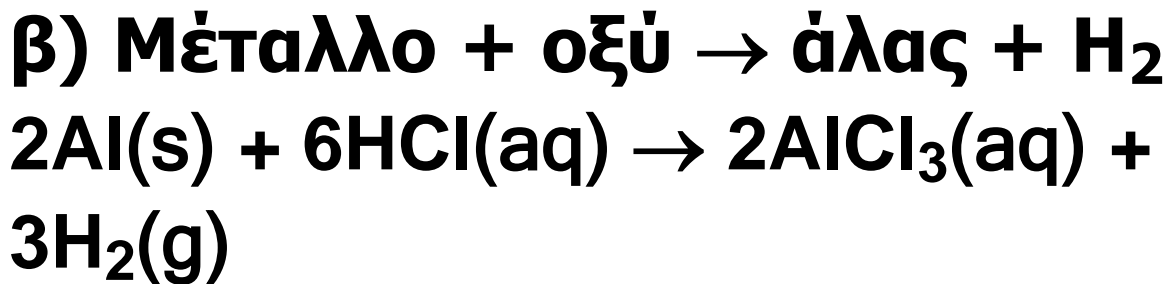 β) Μέταλλο + οξύ → άλας + H₂
2Al(s) + 6HCl(aq) → 2AlCl₃(aq) +
3H₂(g)